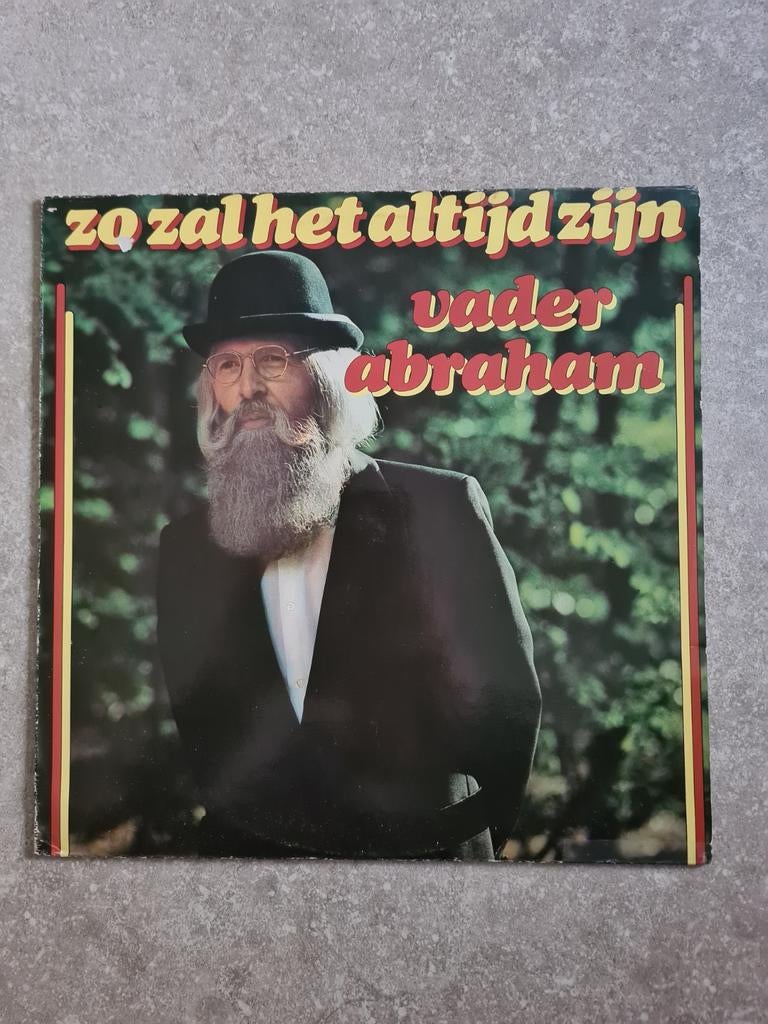 zo zal het altijd zijn
vader
abraham